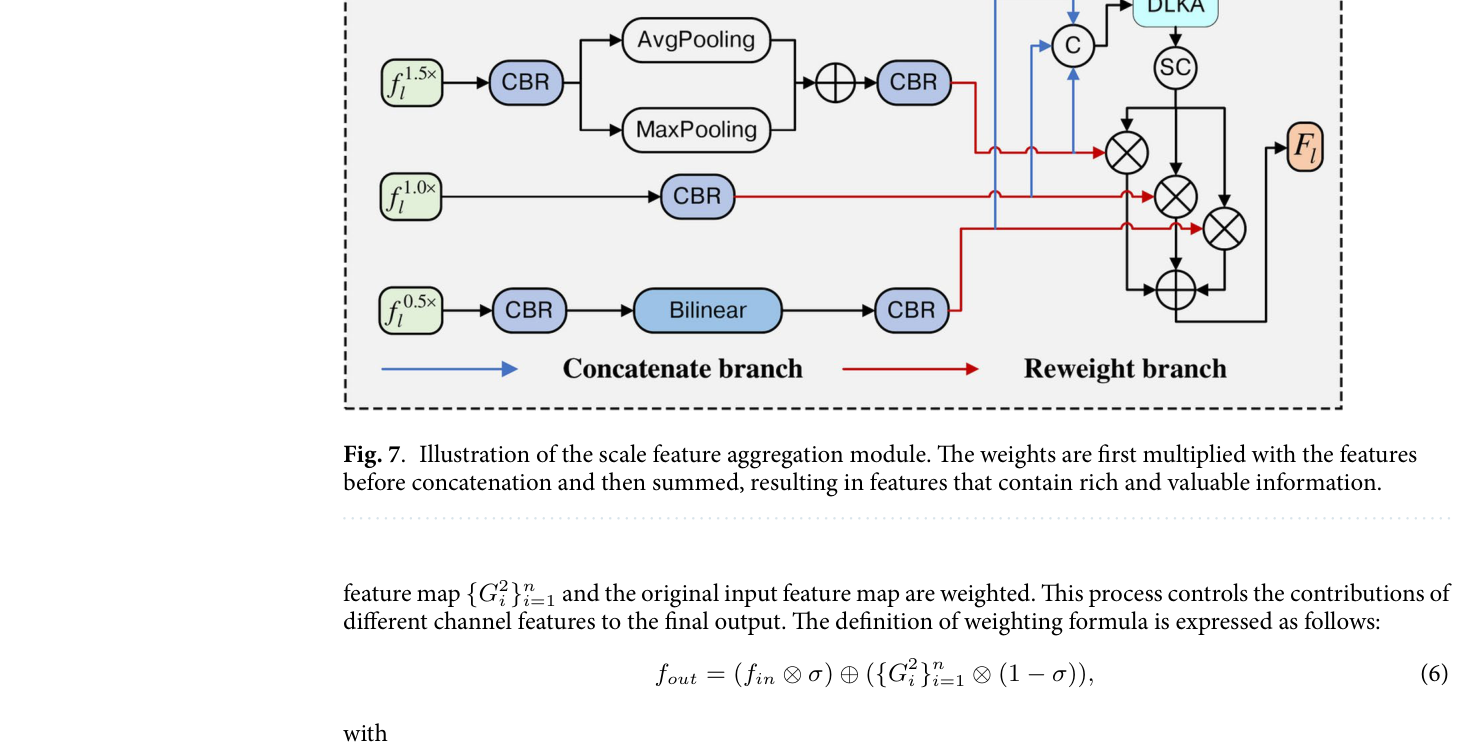 DLKA
C
SC
AvgPooling
f_l^{1.5×} CBR CBR
MaxPooling
F_l
f_l^{1.0×} CBR
f_l^{0.5×} CBR Bilinear CBR
Concatenate branch Reweight branch
Fig. 7. Illustration of the scale feature aggregation module. The weights are first multiplied with the features
before concatenation and then summed, resulting in features that contain rich and valuable information.
feature map {G_i^2}_{i=1}^n and the original input feature map are weighted. This process controls the contributions of
different channel features to the final output. The definition of weighting formula is expressed as follows:
f_{out} = (f_{in} ⊗ σ) ⊕ ({G_i^2}_{i=1}^n ⊗ (1 − σ)), (6)
with